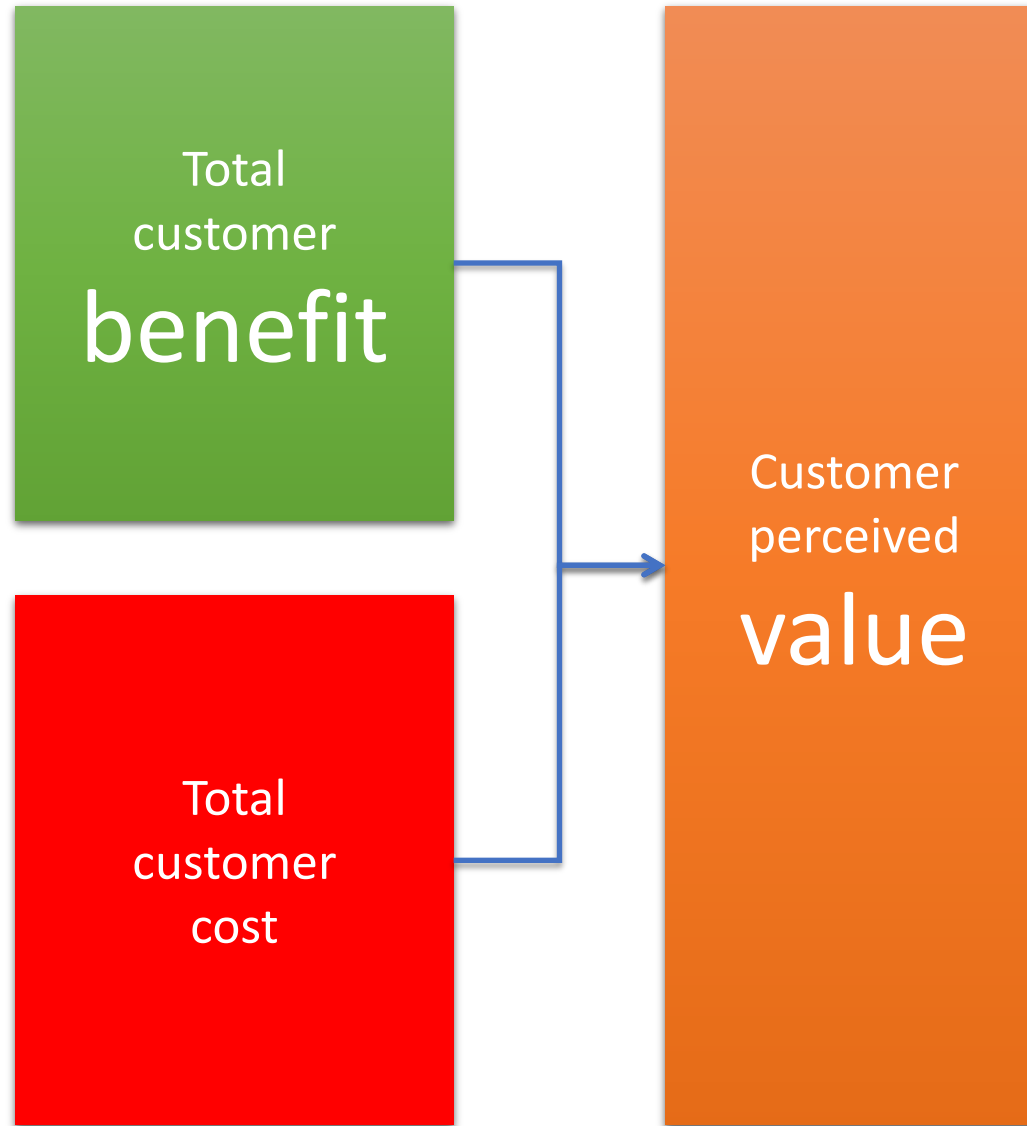 Total
customer
benefit
Total
customer
cost
Customer
perceived
value